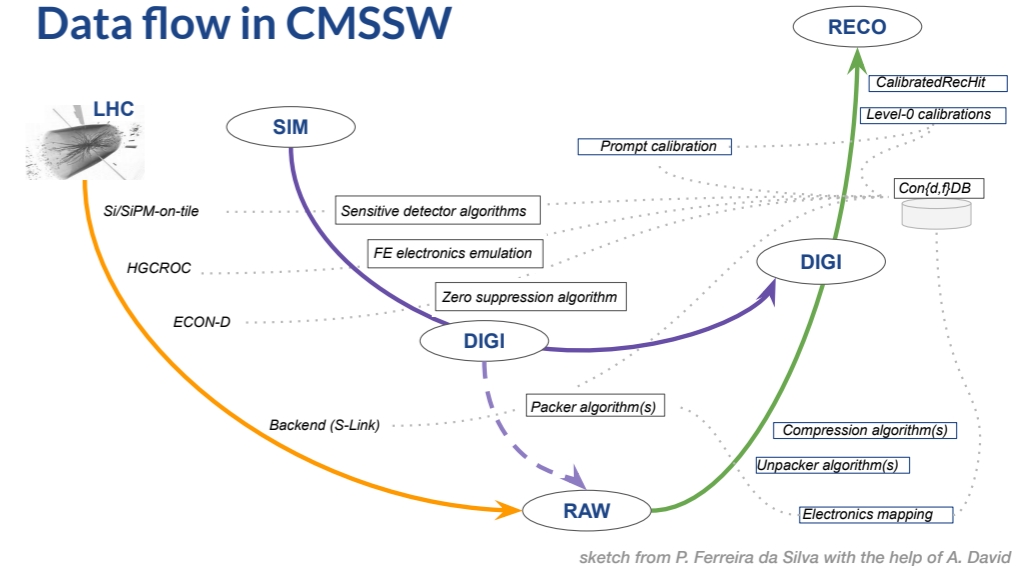 Data flow in CMSSW
RECO
CalibratedRecHit
LHC
Level-0 calibrations
SIM
Prompt calibration
Con{d,f}DB
Si/SiPM-on-tile
Sensitive detector algorithms
FE electronics emulation
HGCROC
DIGI
Zero suppression algorithm
ECON-D
DIGI
Packer algorithm(s)
Backend (S-Link)
Compression algorithm(s)
Unpacker algorithm(s)
RAW
Electronics mapping
sketch from P. Ferreira da Silva with the help of A. David